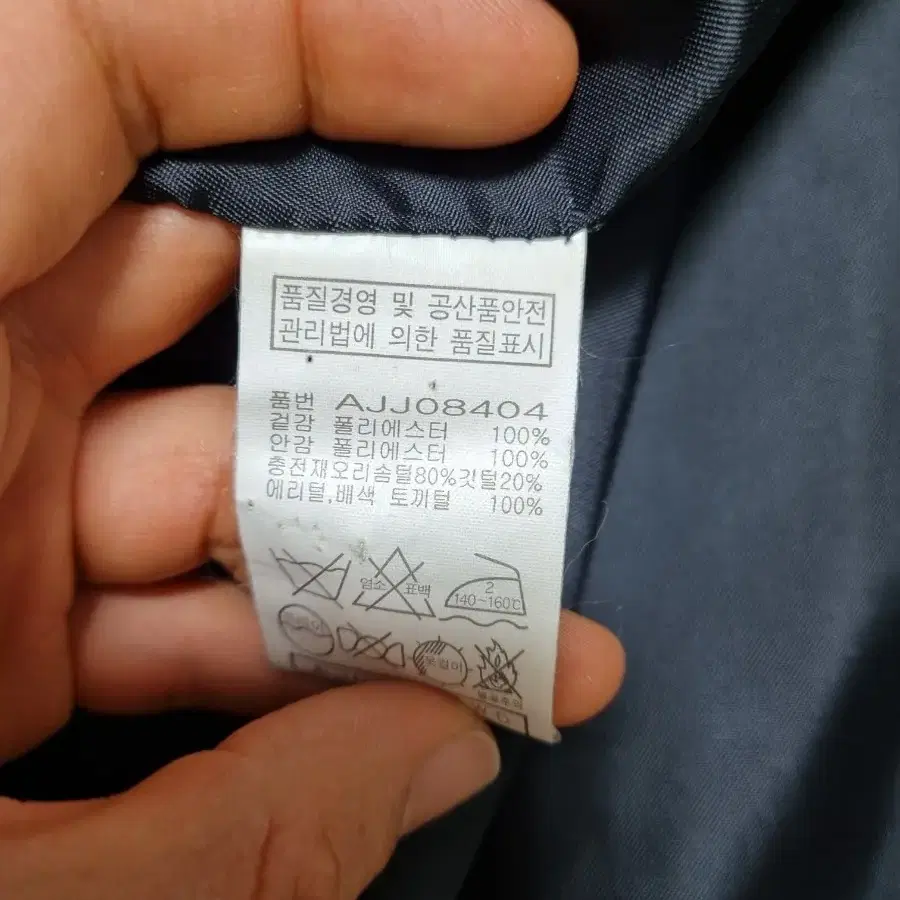 품질경영 및 공산품안전
관리법에 의한 품질표시
품번 AJJ08404
겉감 폴리에스터 100%
안감 폴리에스터 100%
충전재오리솜털80%깃털20%
에리털,배색 토끼털 100%
염소 표백
2
140~160℃
옷걸이